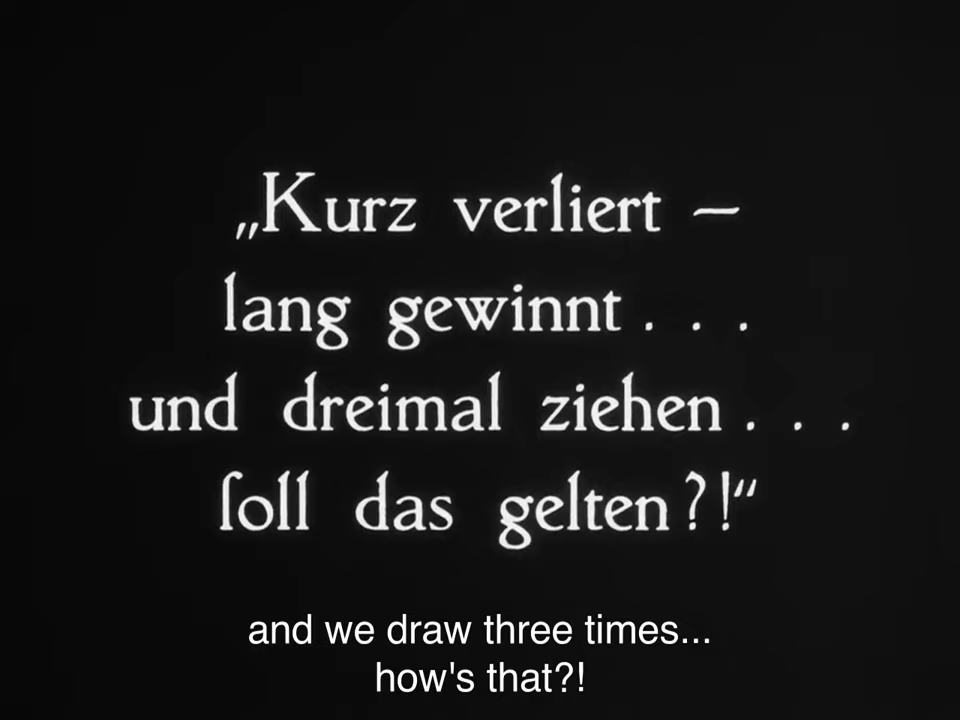 „Kurz verliert –
lang gewinnt . . .
und dreimal ziehen . . .
ſoll das gelten?!“
and we draw three times...
how's that?!